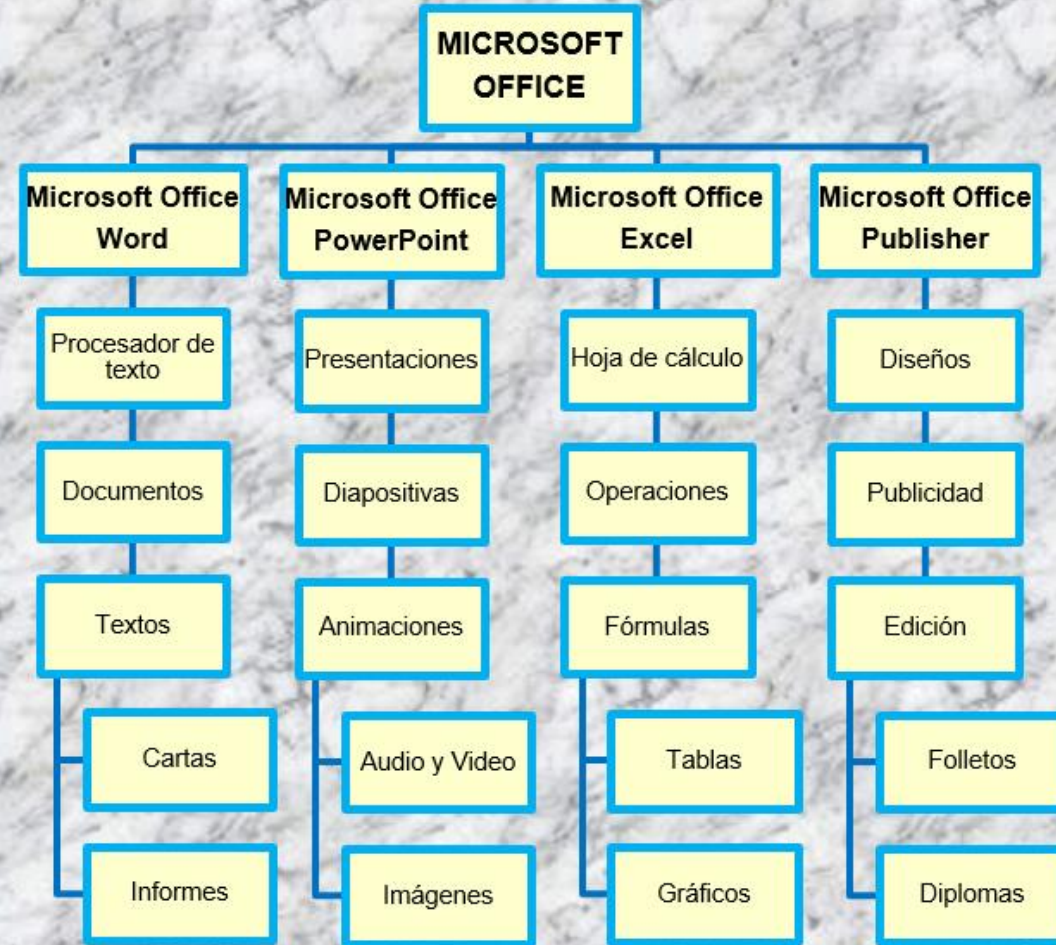 MICROSOFT
OFFICE
Microsoft Office
Word
Microsoft Office
PowerPoint
Microsoft Office
Excel
Microsoft Office
Publisher
Procesador de
texto
Presentaciones
Hoja de cálculo
Diseños
Documentos
Diapositivas
Operaciones
Publicidad
Textos
Animaciones
Fórmulas
Edición
Cartas
Audio y Video
Tablas
Folletos
Informes
Imágenes
Gráficos
Diplomas